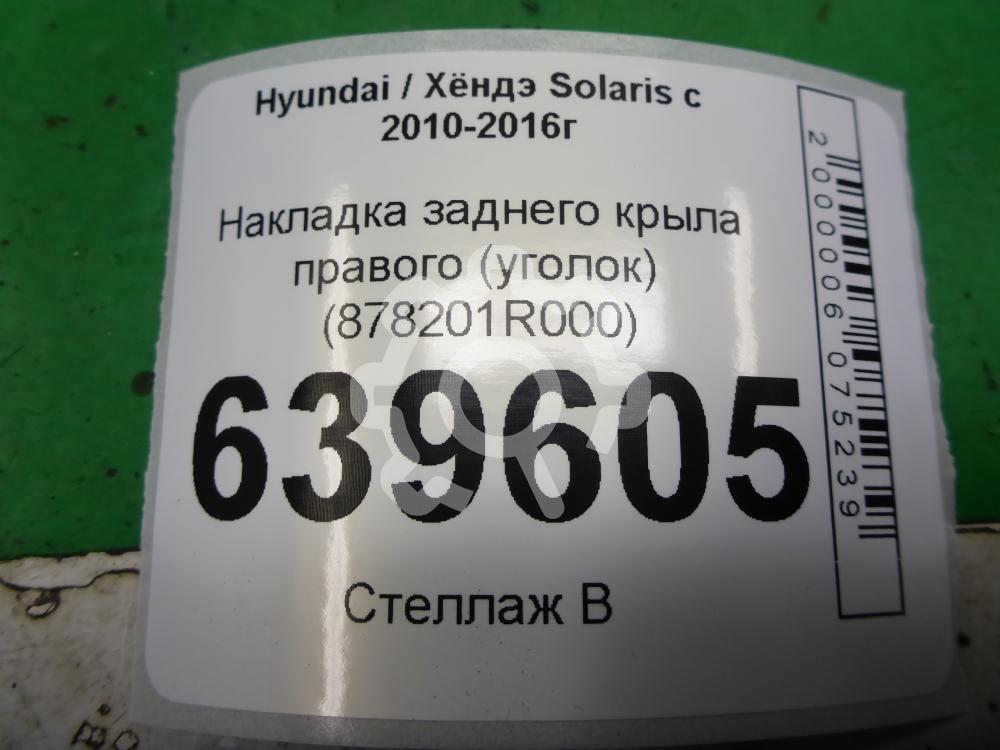 Hyundai / Хёндэ Solaris с
2010-2016г
Накладка заднего крыла
правого (уголок)
(878201R000)
639605
Стеллаж В
2000006075239